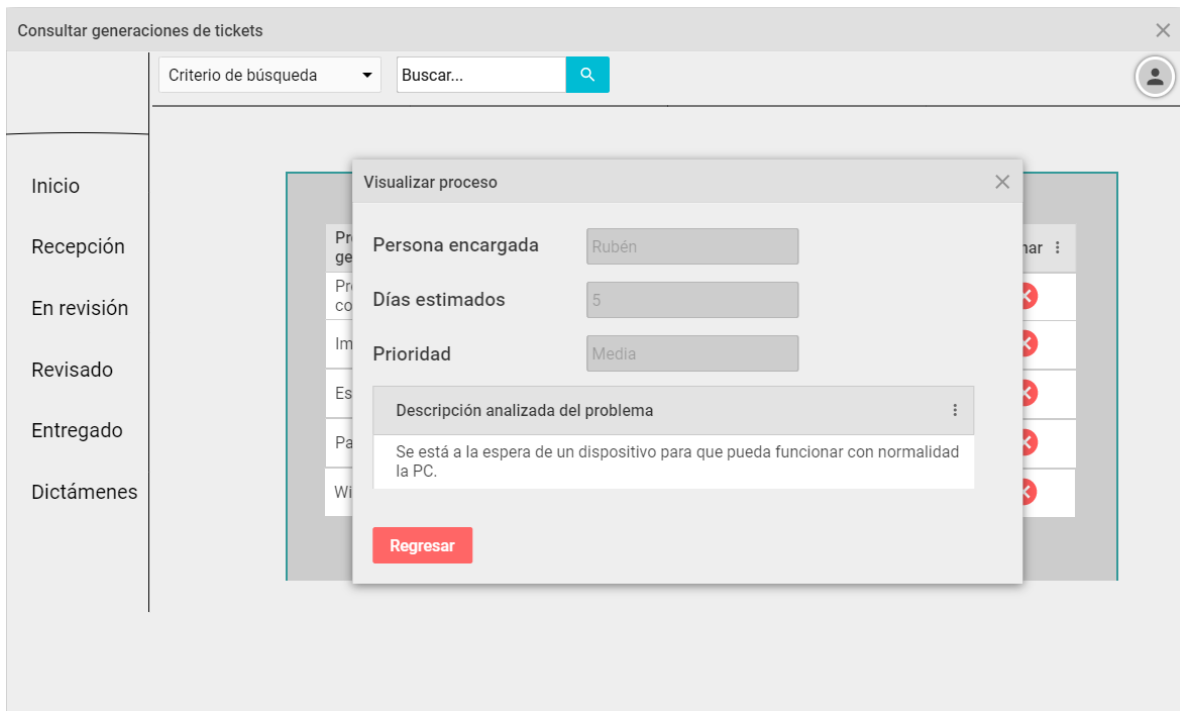 Consultar generaciones de tickets
Criterio de búsqueda
Buscar...
Inicio
Recepción
En revisión
Revisado
Entregado
Dictámenes
Visualizar proceso
Persona encargada
Rubén
Días estimados
5
Prioridad
Media
Descripción analizada del problema
Se está a la espera de un dispositivo para que pueda funcionar con normalidad
la PC.
Regresar